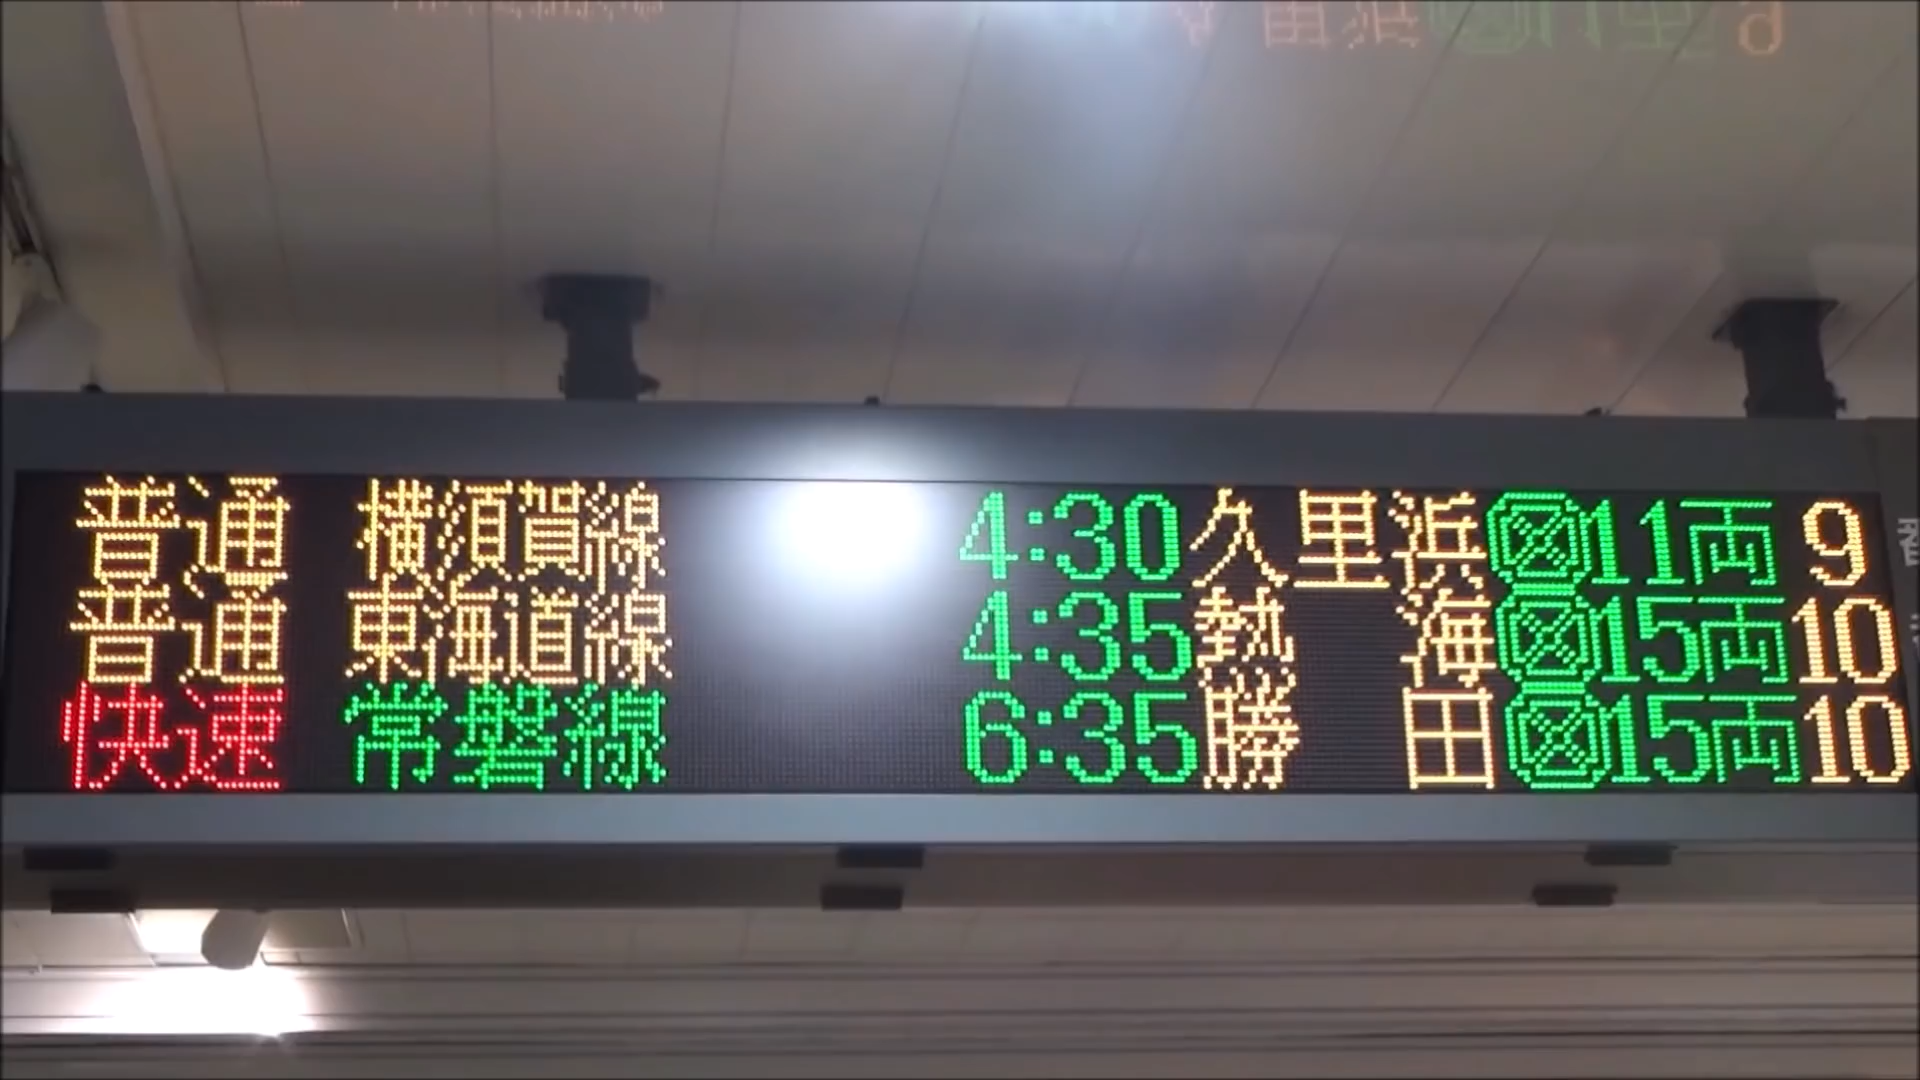 普通 横須賀線 4:30 久里浜 11両 9
普通 東海道線 4:35 熱海 15両 10
快速 常磐線 6:35 勝田 15両 10